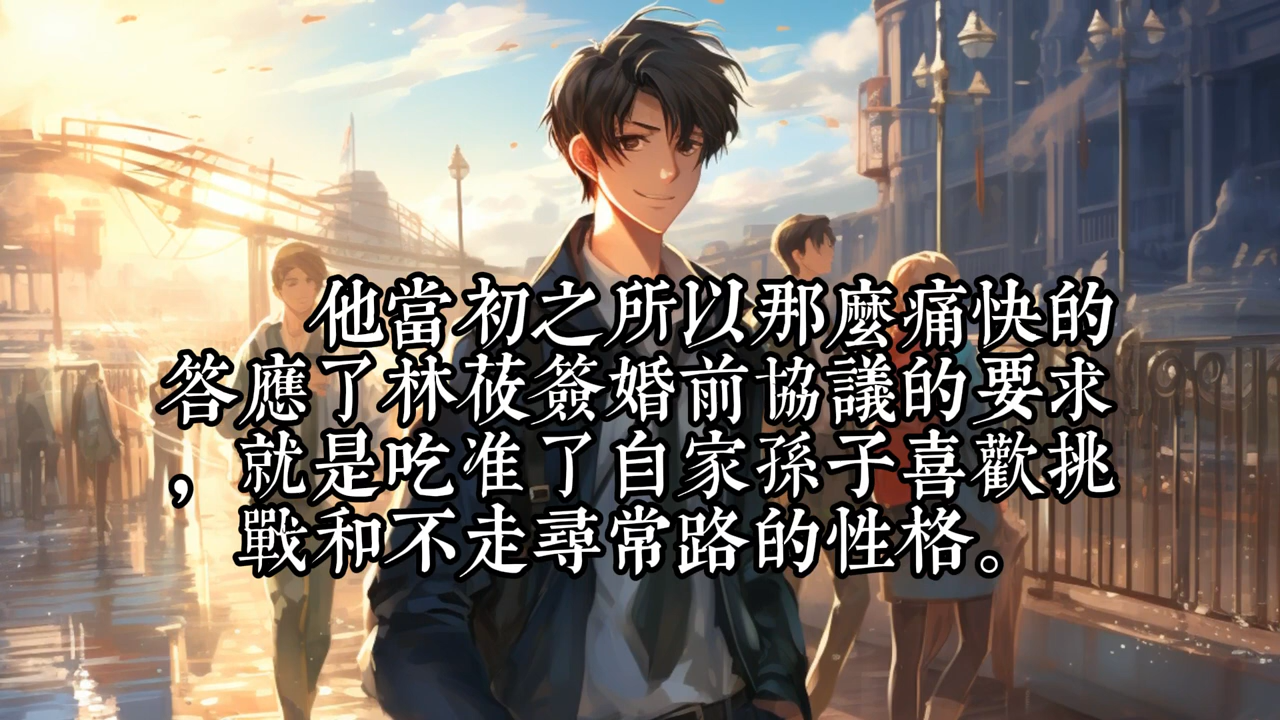 他當初之所以那麼痛快的
答應了林莜簽婚前協議的要求
，就是吃准了自家孫子喜歡挑
戰和不走尋常路的性格。